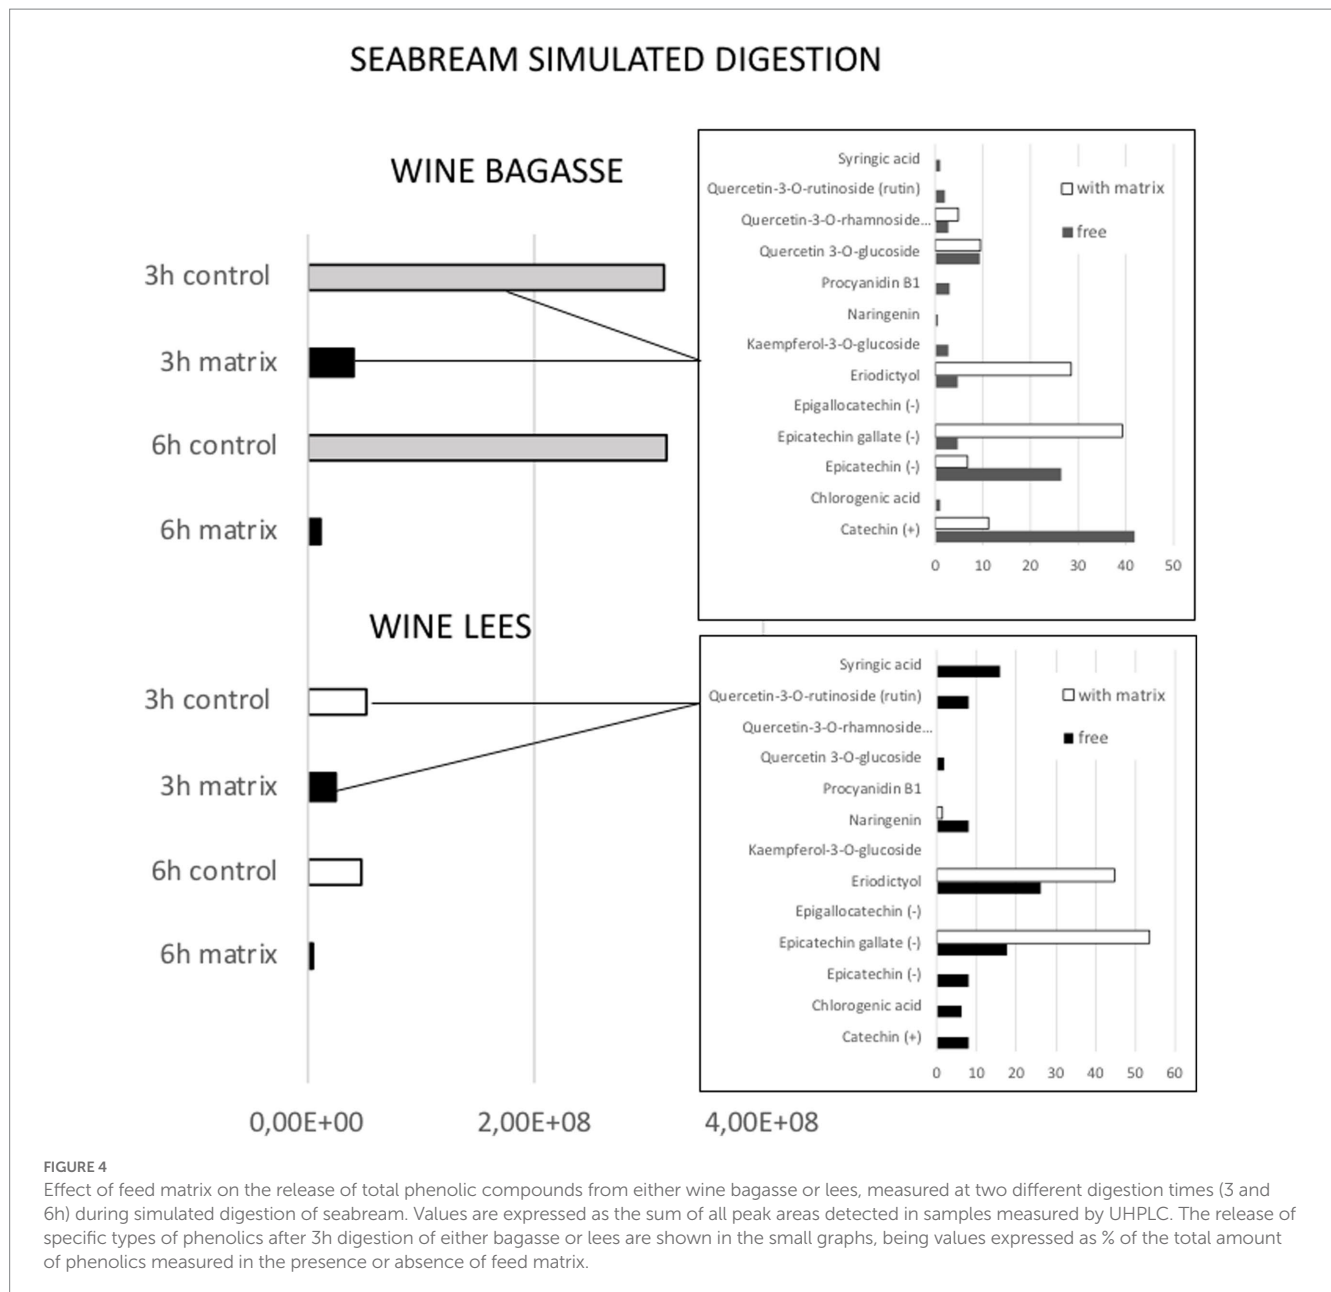 SEABREAM SIMULATED DIGESTION
WINE BAGASSE
3h control
3h matrix
6h control
6h matrix
Syringic acid
Quercetin-3-O-rutinoside (rutin)
Quercetin-3-O-rhamnoside...
Quercetin 3-O-glucoside
Procyanidin B1
Naringenin
Kaempferol-3-O-glucoside
Eriodictyol
Epigallocatechin (-)
Epicatechin gallate (-)
Epicatechin (-)
Chlorogenic acid
Catechin (+)
0 10 20 30 40 50
with matrix
free
WINE LEES
3h control
3h matrix
6h control
6h matrix
Syringic acid
Quercetin-3-O-rutinoside (rutin)
Quercetin-3-O-rhamnoside...
Quercetin 3-O-glucoside
Procyanidin B1
Naringenin
Kaempferol-3-O-glucoside
Eriodictyol
Epigallocatechin (-)
Epicatechin gallate (-)
Epicatechin (-)
Chlorogenic acid
Catechin (+)
0 10 20 30 40 50 60
with matrix
free
0,00E+00 2,00E+08 4,00E+08
FIGURE 4
Effect of feed matrix on the release of total phenolic compounds from either wine bagasse or lees, measured at two different digestion times (3 and
6h) during simulated digestion of seabream. Values are expressed as the sum of all peak areas detected in samples measured by UHPLC. The release of
specific types of phenolics after 3h digestion of either bagasse or lees are shown in the small graphs, being values expressed as % of the total amount
of phenolics measured in the presence or absence of feed matrix.